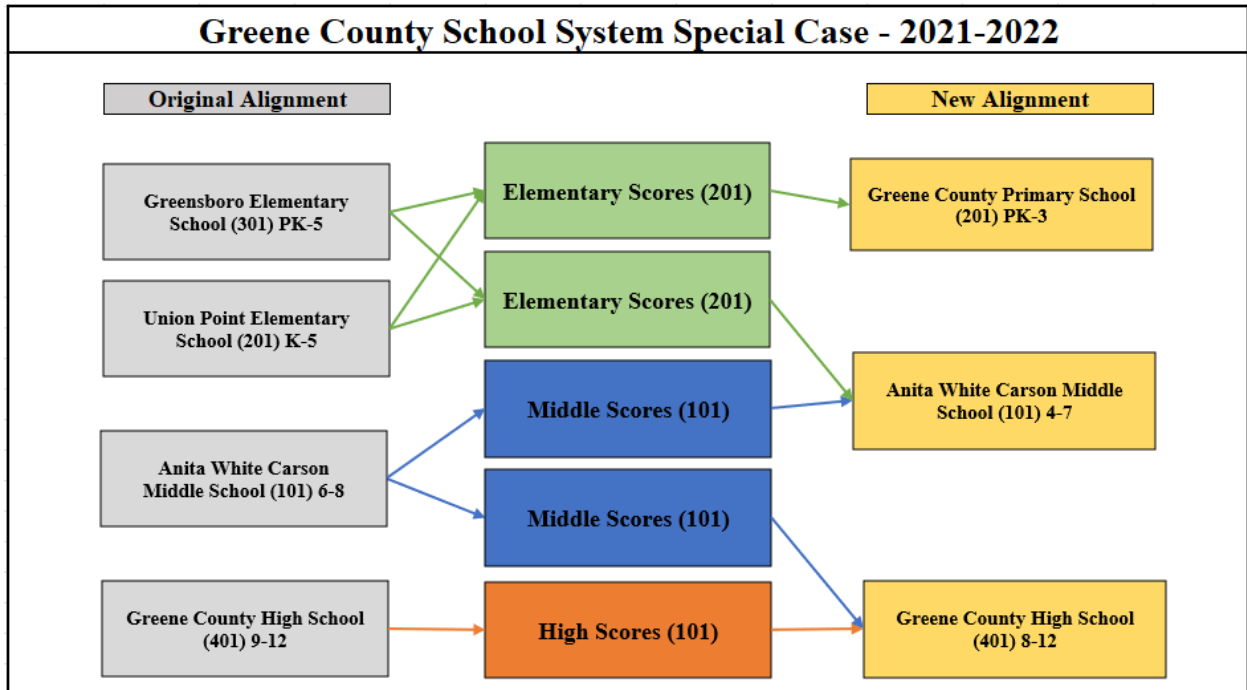 Greene County School System Special Case - 2021-2022
Original Alignment
New Alignment
Greensboro Elementary
School (301) PK-5
Union Point Elementary
School (201) K-5
Anita White Carson
Middle School (101) 6-8
Greene County High School
(401) 9-12
Elementary Scores (201)
Elementary Scores (201)
Middle Scores (101)
Middle Scores (101)
High Scores (101)
Greene County Primary School
(201) PK-3
Anita White Carson Middle
School (101) 4-7
Greene County High School
(401) 8-12